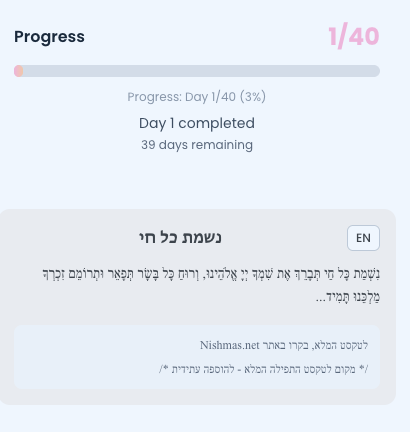 Progress
1/40
Progress: Day 1/40 (3%)
Day 1 completed
39 days remaining
נשמת כל חי
EN
נִשְׁמַת כָּל חַי תְּבָרֵךְ אֶת שִׁמְךָ יְיָ אֱלֹהֵינוּ, וְרוּחַ כָּל בָּשָׂר תְּפָאֵר וּתְרוֹמֵם זִכְרְךָ
מַלְכֵּנוּ תָּמִיד...
לטקסט המלא, בקרו באתר Nishmas.net
/* מקום לטקסט התפילה המלא - להוספה עתידית */